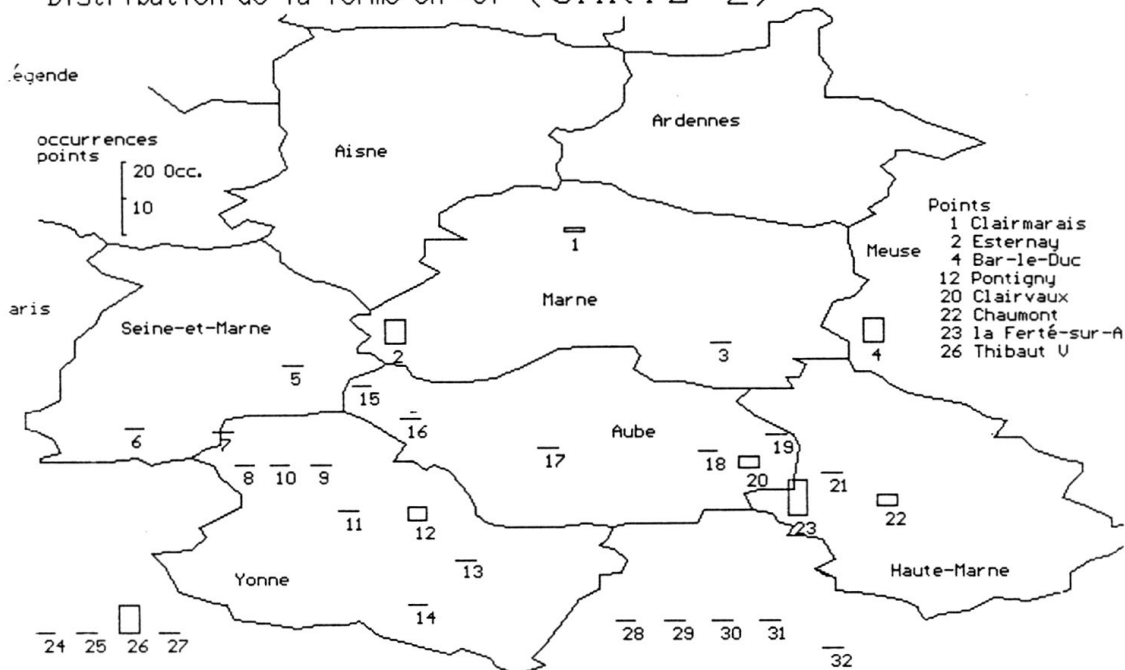 Distribution de la forme en -oi- (CARTE 2)
égende
occurrences
points
20 Occ.
10
Aisne
Ardennes
Points
1 Clairmarais
2 Esternay
4 Bar-le-Duc
12 Pontigny
20 Clairvaux
22 Chaumont
23 la Ferté-sur-A
26 Thibaut V
Meuse
1
Marne
aris
Seine-et-Marne
2
3
4
5
15
16
6
7
Aube
17
18
19
20
8
10
9
21
22
23
11
12
13
Yonne
Haute-Marne
14
24
25
26
27
28
29
30
31
32